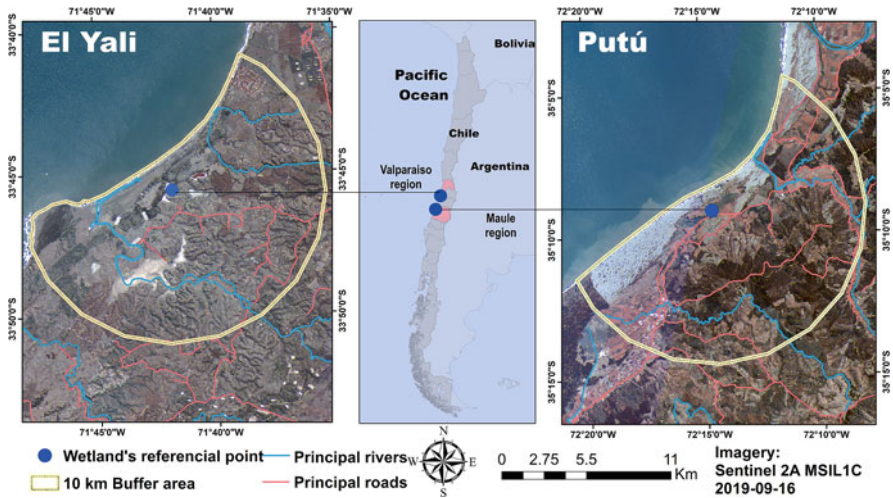 71°45'0"W 71°40'0"W 71°35'0"W
72°20'0"W 72°15'0"W 72°10'0"W
El Yali
33°40'0"S
33°45'0"S
33°45'0"S
33°50'0"S
33°50'0"S
Bolivia
Pacific
Ocean
Chile
Argentina
Valparaiso
region
Maule
region
Putú
35°5'0"S
35°5'0"S
35°10'0"S
35°10'0"S
35°15'0"S
35°15'0"S
71°45'0"W 71°40'0"W
72°20'0"W 72°15'0"W 72°10'0"W
Wetland's referencial point
10 km Buffer area
Principal rivers
Principal roads
N
W E
S
0 2.75 5.5 11
Km
Imagery:
Sentinel 2A MSIL1C
2019-09-16